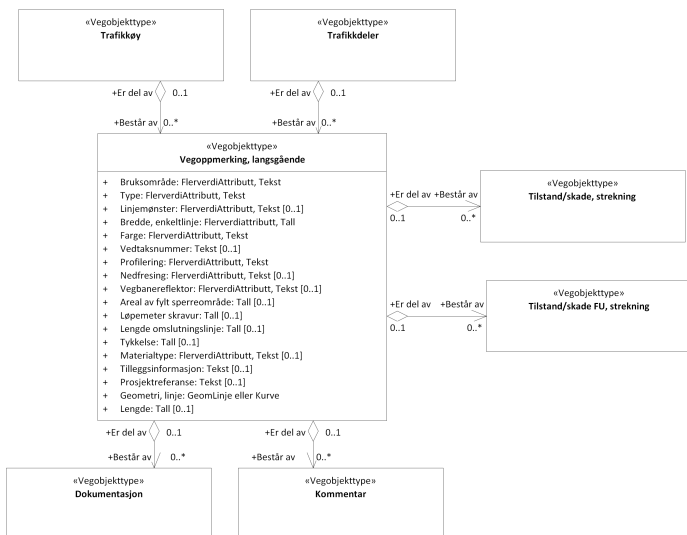 «Vegobjekttype»
Trafikkøy
«Vegobjekttype»
Trafikkdeler
+Er del av 0..1
+Består av 0..*
+Er del av 0..1
+Består av 0..*
«Vegobjekttype»
Vegoppmerking, langsgående
+ Bruksområde: FlerverdiAttributt, Tekst
+ Type: FlerverdiAttributt, Tekst
+ Linjemønster: FlerverdiAttributt, Tekst [0..1]
+ Bredde, enkeltlinje: Flerverdiattributt, Tall
+ Farge: FlerverdiAttributt, Tekst
+ Vedtaksnummer: Tekst [0..1]
+ Profilering: FlerverdiAttributt, Tekst
+ Nedfresing: FlerverdiAttributt, Tekst [0..1]
+ Vegbanereflektor: FlerverdiAttributt, Tekst [0..1]
+ Areal av fylt sperreområde: Tall [0..1]
+ Løpemeter skravur: Tall [0..1]
+ Lengde omslutningslinje: Tall [0..1]
+ Tykkelse: Tall [0..1]
+ Materialtype: FlerverdiAttributt, Tekst [0..1]
+ Tilleggsinformasjon: Tekst [0..1]
+ Prosjektreferanse: Tekst [0..1]
+ Geometri, linje: GeomLinje eller Kurve
+ Lengde: Tall [0..1]
+Er del av +Består av
0..1 0..*
«Vegobjekttype»
Tilstand/skade, strekning
+Er del av +Består av
0..1 0..*
«Vegobjekttype»
Tilstand/skade FU, strekning
+Er del av 0..1
+Består av 0..*
+Er del av 0..1
+Består av 0..*
«Vegobjekttype»
Dokumentasjon
«Vegobjekttype»
Kommentar